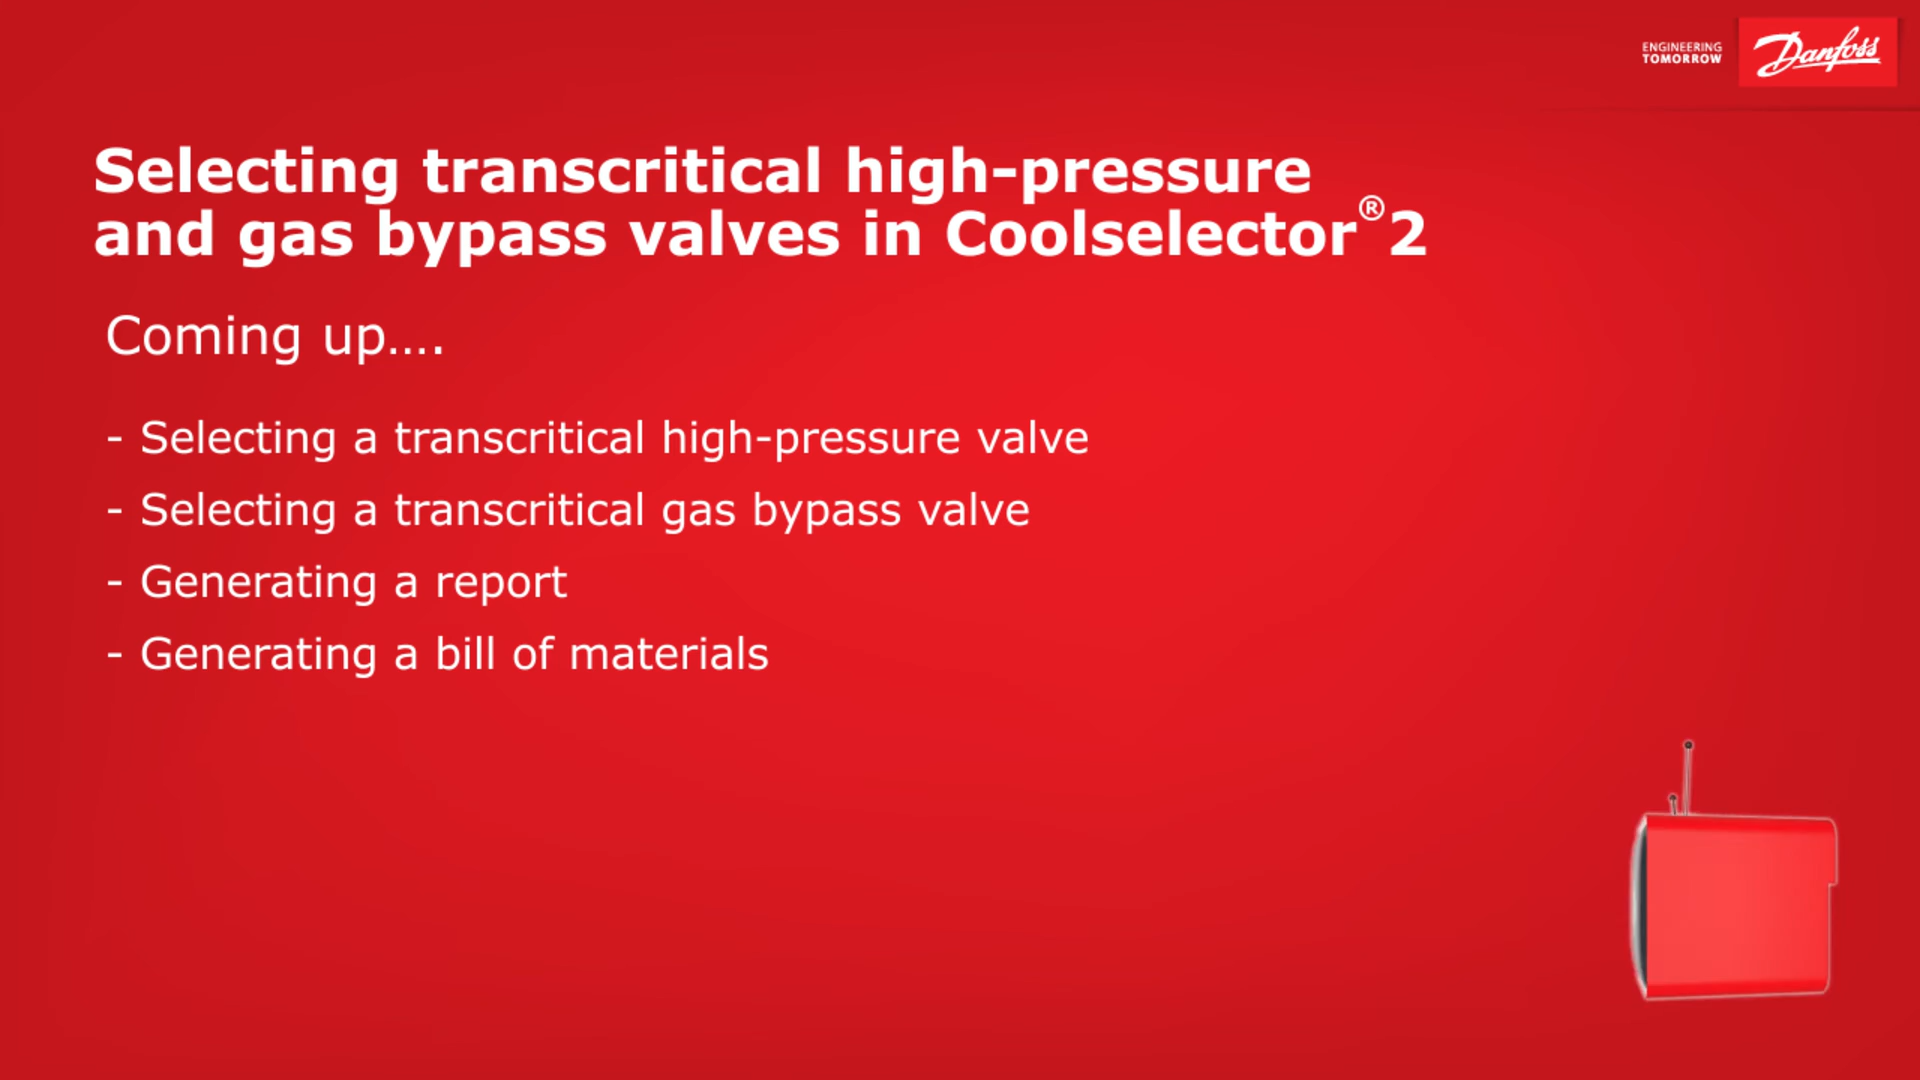 ENGINEERING
TOMORROW
Danfoss
Selecting transcritical high-pressure
and gas bypass valves in Coolselector®2
Coming up....
- Selecting a transcritical high-pressure valve
- Selecting a transcritical gas bypass valve
- Generating a report
- Generating a bill of materials